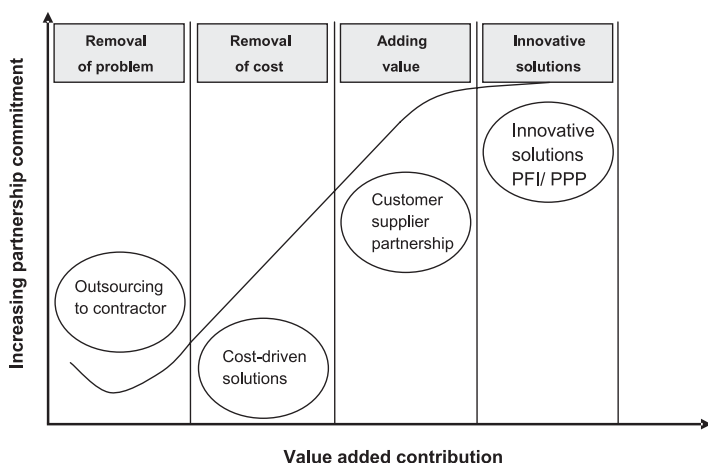 Increasing partnership commitment
Removal
of problem
Removal
of cost
Adding
value
Innovative
solutions
Outsourcing
to contractor
Cost-driven
solutions
Customer
supplier
partnership
Innovative
solutions
PFI/ PPP
Value added contribution